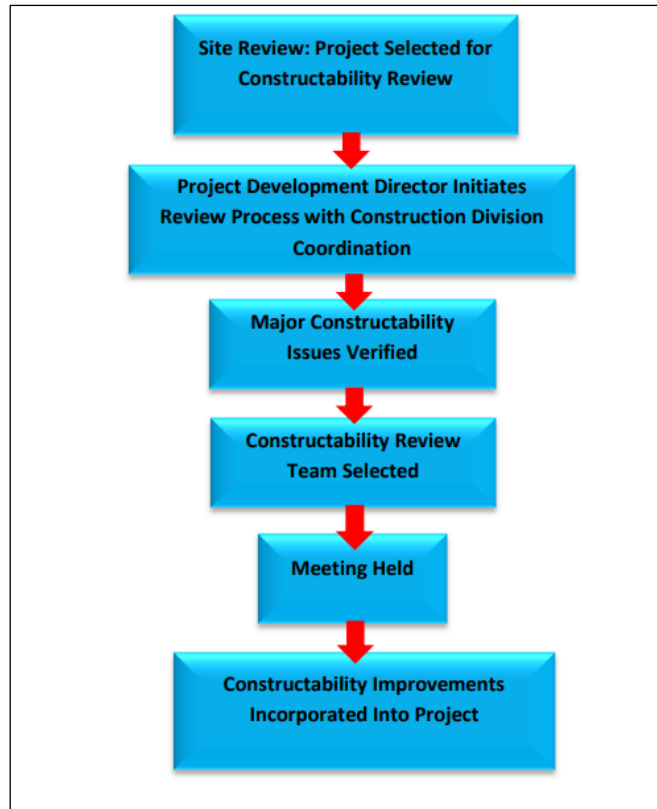 Site Review: Project Selected for
Constructability Review
Project Development Director Initiates
Review Process with Construction Division
Coordination
Major Constructability
Issues Verified
Constructability Review
Team Selected
Meeting Held
Constructability Improvements
Incorporated Into Project